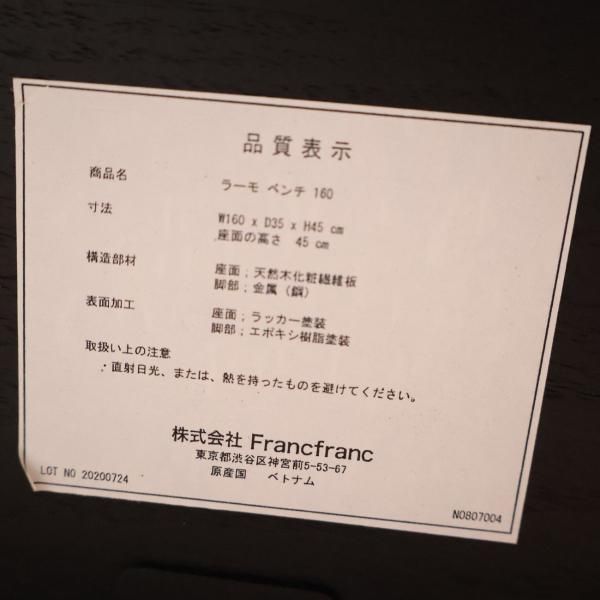 品質表示
商品名 ラーモ ベンチ 160
寸法 W160 x D35 x H45 cm
座面の高さ 45 cm
構造部材 座面；天然木化粧繊維板
脚部；金属（鋼）
表面加工 座面；ラッカー塗装
脚部；エポキシ樹脂塗装
取扱い上の注意
・直射日光、または、熱を持ったものを避けてください。
株式会社 Francfranc
東京都渋谷区神宮前5-53-67
原産国 ベトナム
LOT NO 20200724
N0807004